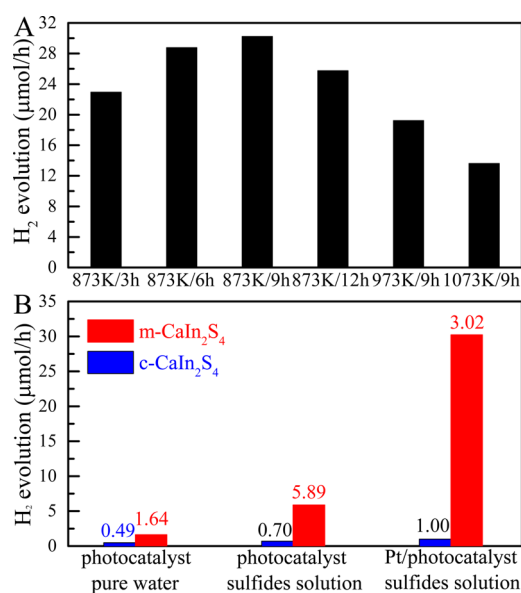 A
H₂ evolution (μmol/h)
32
28
24
20
16
12
8
4
0
873K/3h 873K/6h 873K/9h 873K/12h 973K/9h 1073K/9h
B
H₂ evolution (μmol/h)
35
30
25
20
15
10
5
0
m-CaIn₂S₄
c-CaIn₂S₄
0.49 1.64
0.70 5.89
1.00 3.02
photocatalyst
pure water
photocatalyst
sulfides solution
Pt/photocatalyst
sulfides solution